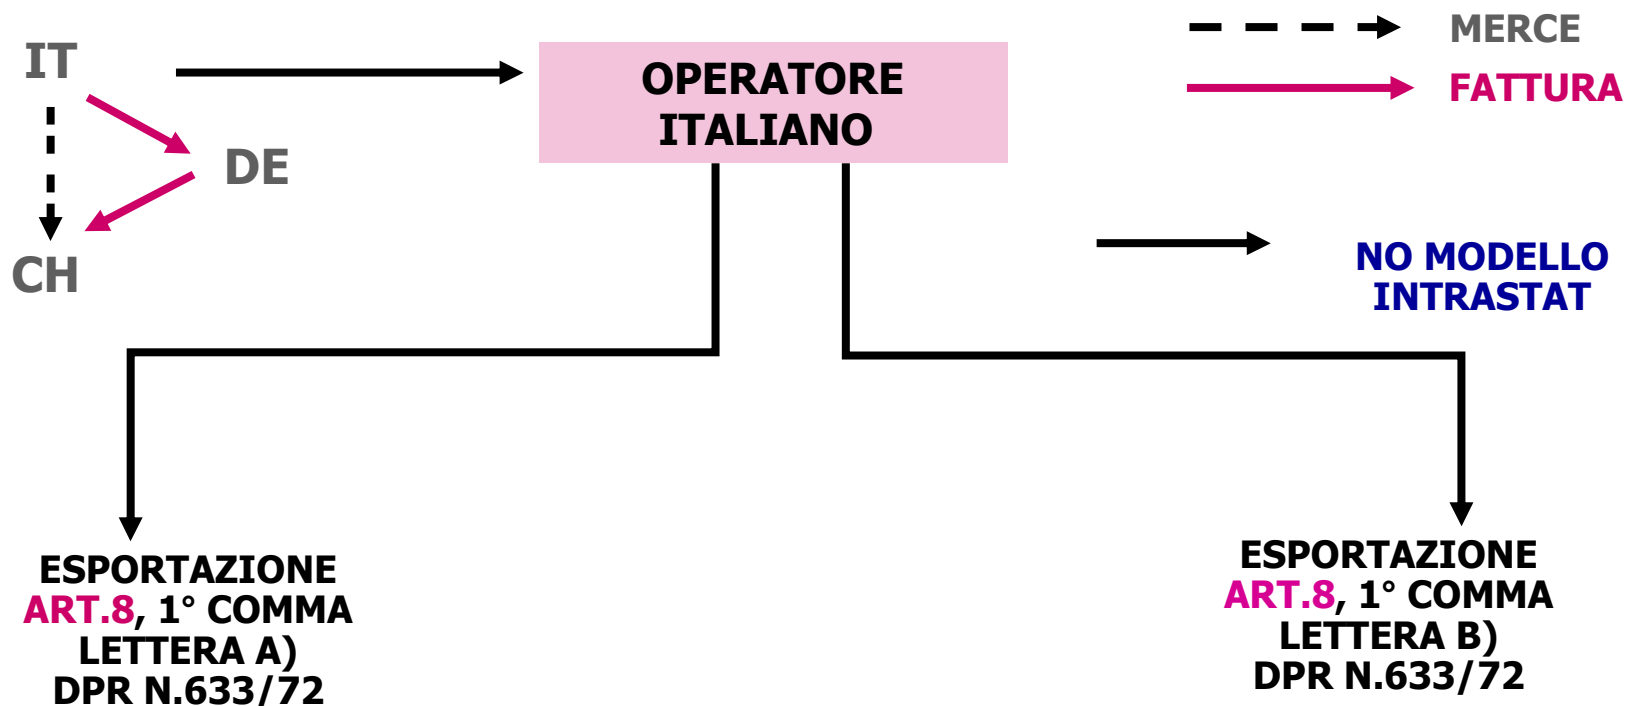 IT
DE
CH
OPERATORE
ITALIANO
MERCE
FATTURA
NO MODELLO
INTRASTAT
ESPORTAZIONE
ART.8, 1° COMMA
LETTERA A)
DPR N.633/72
ESPORTAZIONE
ART.8, 1° COMMA
LETTERA B)
DPR N.633/72